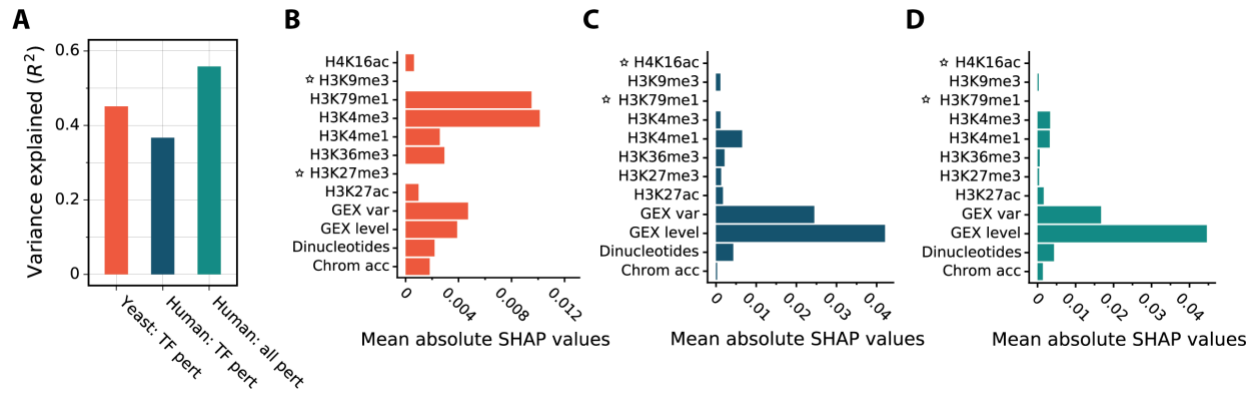 A
Variance explained (R²)
0.6
0.4
0.2
0
Yeast: TF pert
Human: TF pert
Human: all pert
B
H4K16ac
☆ H3K9me3
H3K79me1
H3K4me3
H3K4me1
H3K36me3
☆ H3K27me3
H3K27ac
GEX var
GEX level
Dinucleotides
Chrom acc
0
0.004
0.008
0.012
Mean absolute SHAP values
C
☆ H4K16ac
H3K9me3
☆ H3K79me1
H3K4me3
H3K4me1
H3K36me3
H3K27me3
H3K27ac
GEX var
GEX level
Dinucleotides
Chrom acc
0
0.01
0.02
0.03
0.04
Mean absolute SHAP values
D
☆ H4K16ac
H3K9me3
☆ H3K79me1
H3K4me3
H3K4me1
H3K36me3
H3K27me3
H3K27ac
GEX var
GEX level
Dinucleotides
Chrom acc
0
0.01
0.02
0.03
0.04
Mean absolute SHAP values